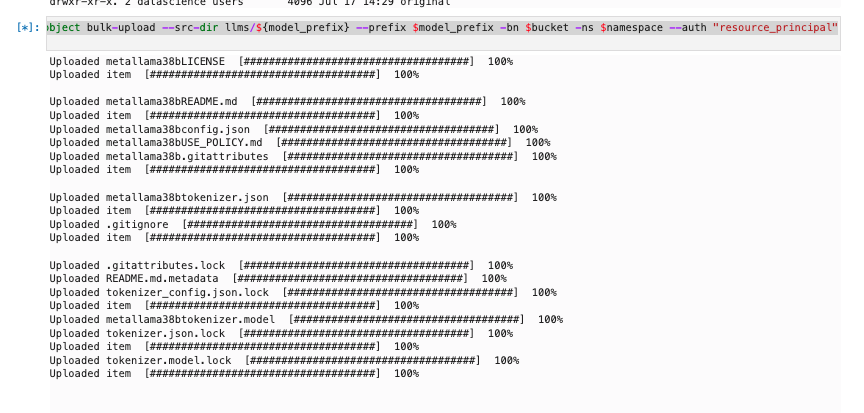 drwxr-xr-x. 2 datascience users 4096 Jul 17 14:29 original
[*]: object bulk-upload --src-dir llms/${model_prefix} --prefix $model_prefix -bn $bucket -ns $namespace --auth "resource_principal"
Uploaded metallama38bLICENSE [####################################] 100%
Uploaded item [####################################] 100%
Uploaded metallama38bREADME.md [####################################] 100%
Uploaded item [####################################] 100%
Uploaded metallama38bconfig.json [####################################] 100%
Uploaded metallama38bUSE_POLICY.md [####################################] 100%
Uploaded metallama38b.gitattributes [####################################] 100%
Uploaded item [####################################] 100%
Uploaded metallama38btokenizer.json [####################################] 100%
Uploaded item [####################################] 100%
Uploaded .gitignore [####################################] 100%
Uploaded item [####################################] 100%
Uploaded .gitattributes.lock [####################################] 100%
Uploaded README.md.metadata [####################################] 100%
Uploaded tokenizer_config.json.lock [####################################] 100%
Uploaded item [####################################] 100%
Uploaded metallama38btokenizer.model [####################################] 100%
Uploaded tokenizer.json.lock [####################################] 100%
Uploaded item [####################################] 100%
Uploaded tokenizer.model.lock [####################################] 100%
Uploaded item [####################################] 100%